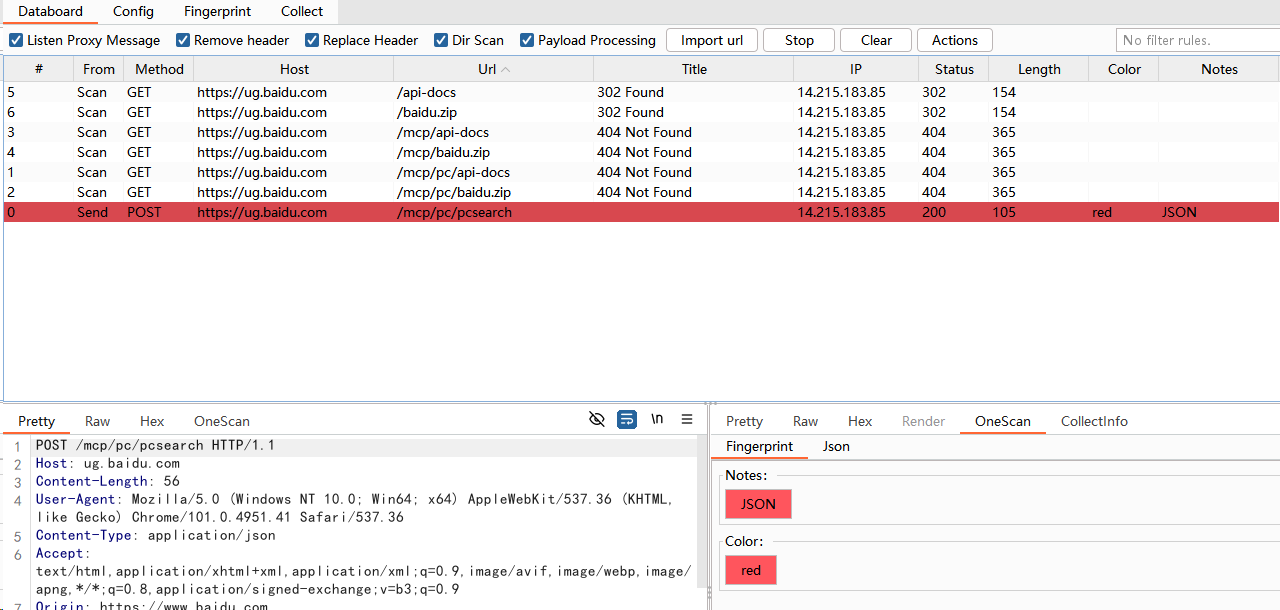 Databoard Config Fingerprint Collect
Listen Proxy Message Remove header Replace Header Dir Scan Payload Processing Import url Stop Clear Actions No filter rules.
# From Method Host Url Title IP Status Length Color Notes
5 Scan GET https://ug.baidu.com /api-docs 302 Found 14.215.183.85 302 154
6 Scan GET https://ug.baidu.com /baidu.zip 302 Found 14.215.183.85 302 154
3 Scan GET https://ug.baidu.com /mcp/api-docs 404 Not Found 14.215.183.85 404 365
4 Scan GET https://ug.baidu.com /mcp/baidu.zip 404 Not Found 14.215.183.85 404 365
1 Scan GET https://ug.baidu.com /mcp/pc/api-docs 404 Not Found 14.215.183.85 404 365
2 Scan GET https://ug.baidu.com /mcp/pc/baidu.zip 404 Not Found 14.215.183.85 404 365
0 Send POST https://ug.baidu.com /mcp/pc/pcsearch 14.215.183.85 200 105 red JSON
Pretty Raw Hex OneScan \n
1 POST /mcp/pc/pcsearch HTTP/1.1
2 Host: ug.baidu.com
3 Content-Length: 56
4 User-Agent: Mozilla/5.0 (Windows NT 10.0; Win64; x64) AppleWebKit/537.36 (KHTML,
like Gecko) Chrome/101.0.4951.41 Safari/537.36
5 Content-Type: application/json
6 Accept:
text/html,application/xhtml+xml,application/xml;q=0.9,image/avif,image/webp,image/
apng,*/*;q=0.8,application/signed-exchange;v=b3;q=0.9
7 Origin: https://www.baidu.com
Pretty Raw Hex Render OneScan CollectInfo
Fingerprint Json
Notes:
JSON
Color:
red